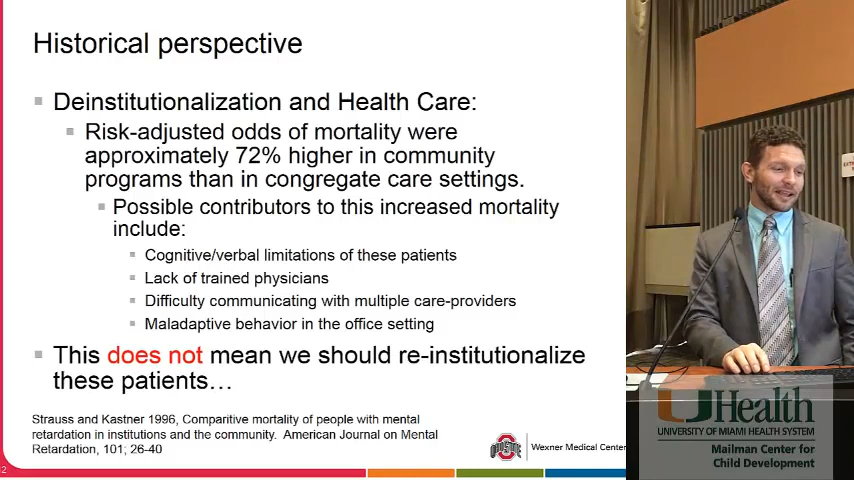 Historical perspective
Deinstitutionalization and Health Care:
Risk-adjusted odds of mortality were
approximately 72% higher in community
programs than in congregate care settings.
Possible contributors to this increased mortality
include:
Cognitive/verbal limitations of these patients
Lack of trained physicians
Difficulty communicating with multiple care-providers
Maladaptive behavior in the office setting
This does not mean we should re-institutionalize
these patients…
Strauss and Kastner 1996, Comparitive mortality of people with mental
retardation in institutions and the community. American Journal on Mental
Retardation, 101; 26-40
Wexner Medical Center
UHealth
UNIVERSITY OF MIAMI HEALTH SYSTEM
Mailman Center for
Child Development